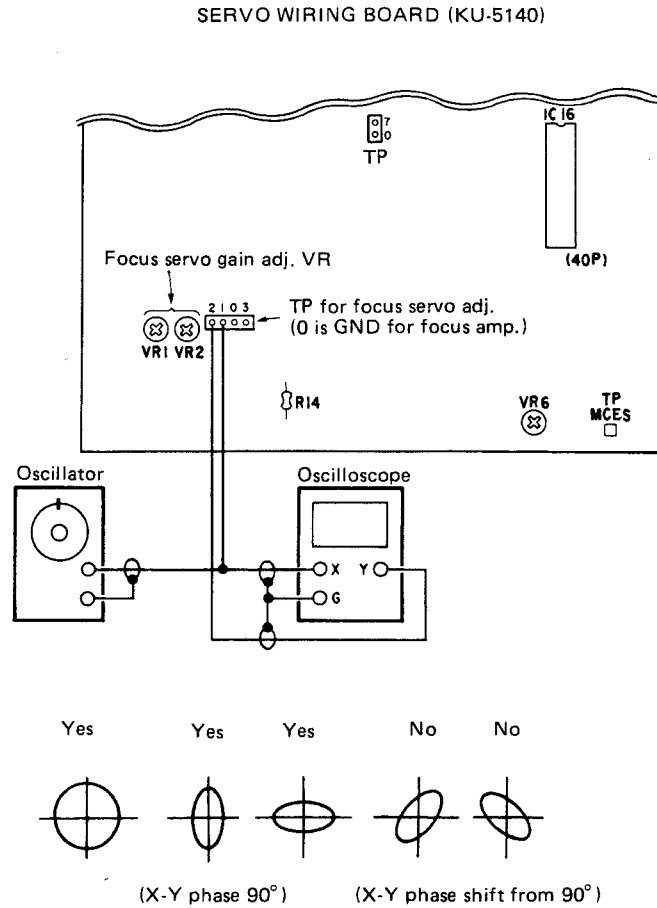 SERVO WIRING BOARD (KU-5140)
7
0
TP
IC 16
(40P)
Focus servo gain adj. VR
2 1 0 3
TP for focus servo adj.
(0 is GND for focus amp.)
VR1 VR2
R14
VR6
TP
MCES
Oscillator
Oscilloscope
X Y
G
Yes Yes Yes No No
(X-Y phase 90°) (X-Y phase shift from 90°)